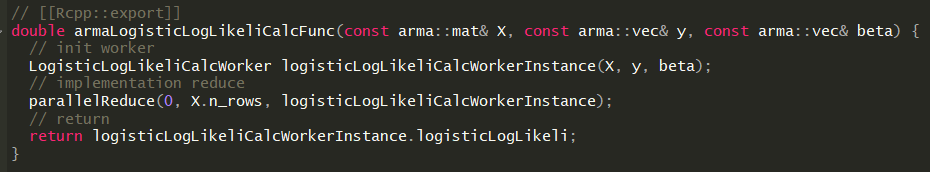 // [[Rcpp::export]]
double armaLogisticLogLikeliCalcFunc(const arma::mat& X, const arma::vec& y, const arma::vec& beta) {
  // init worker
  LogisticLogLikeliCalcWorker logisticLogLikeliCalcWorkerInstance(X, y, beta);
  // implementation reduce
  parallelReduce(0, X.n_rows, logisticLogLikeliCalcWorkerInstance);
  // return
  return logisticLogLikeliCalcWorkerInstance.logisticLogLikeli;
}